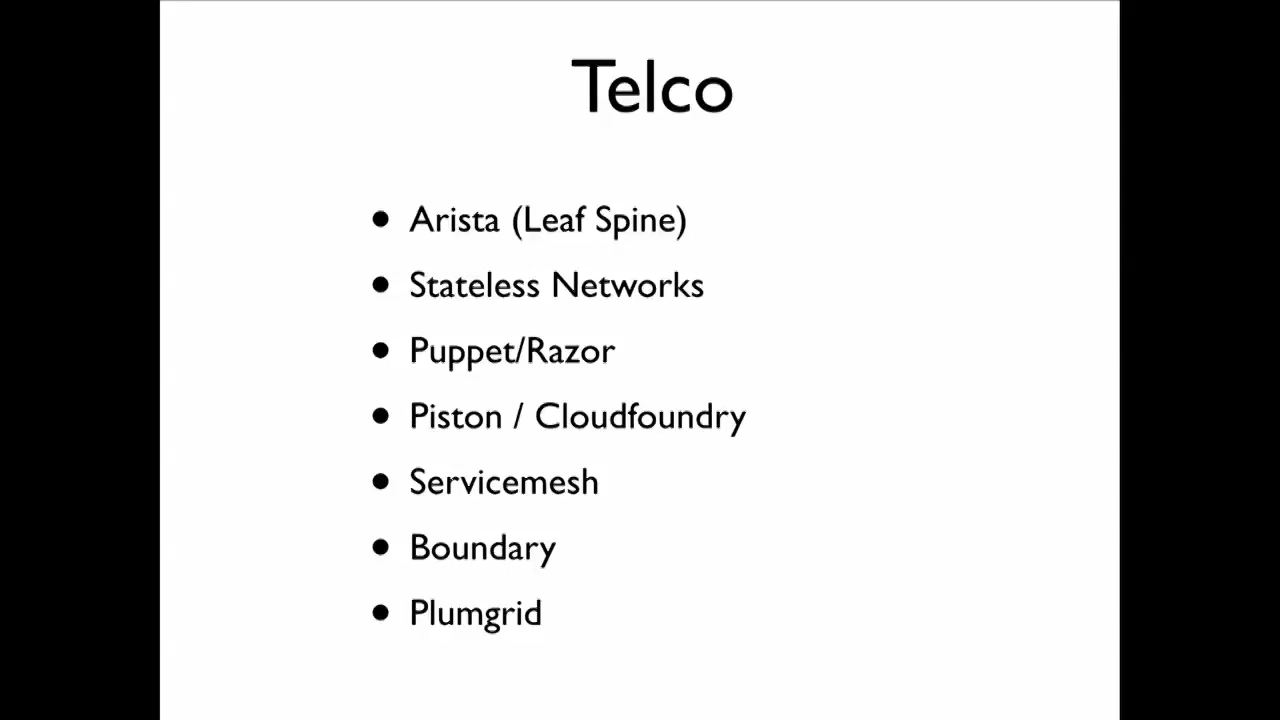 Telco
• Arista (Leaf Spine)
• Stateless Networks
• Puppet/Razor
• Piston / Cloudfoundry
• Servicemesh
• Boundary
• Plumgrid